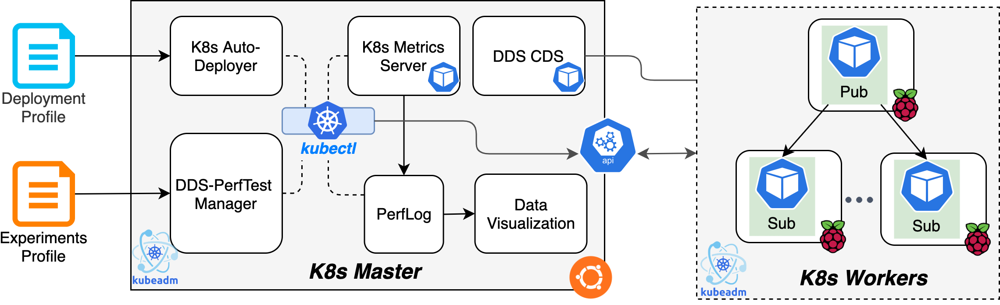 Deployment
Profile
Experiments
Profile
K8s Auto-
Deployer
K8s Metrics
Server
DDS CDS
kubectl
DDS-PerfTest
Manager
PerfLog
Data
Visualization
api
kubeadm
K8s Master
Pub
Sub
Sub
kubeadm
K8s Workers